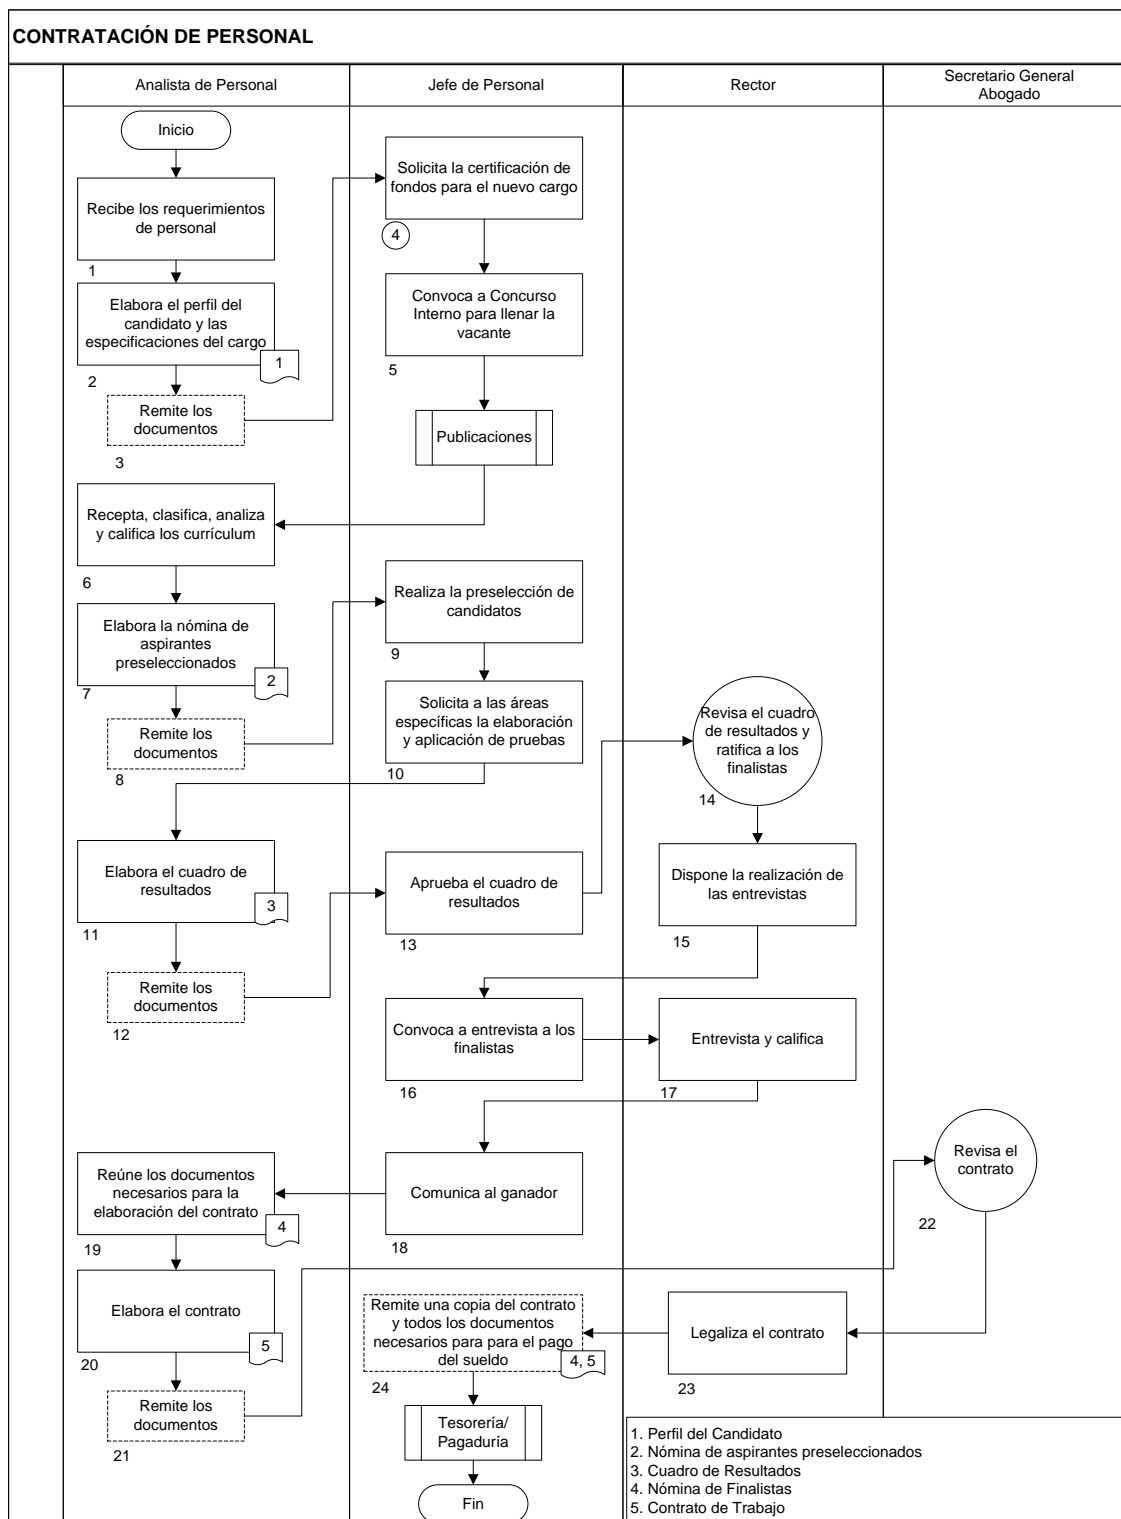 CONTRATACIÓN DE PERSONAL
Analista de Personal
Jefe de Personal
Rector
Secretario General
Abogado
Inicio
Recibe los requerimientos
de personal
1
Elabora el perfil del
candidato y las
especificaciones del cargo
1
2
Remite los
documentos
3
Solicita la certificación de
fondos para el nuevo cargo
4
Convoca a Concurso
Interno para llenar la
vacante
5
Publicaciones
Recepta, clasifica, analiza
y califica los currículum
6
Elabora la nómina de
aspirantes
preseleccionados
2
7
Remite los
documentos
8
Realiza la preselección de
candidatos
9
Solicita a las áreas
específicas la elaboración
y aplicación de pruebas
10
Elabora el cuadro de
resultados
3
11
Remite los
documentos
12
Aprueba el cuadro de
resultados
13
Revisa el cuadro
de resultados y
ratifica a los
finalistas
14
Dispone la realización de
las entrevistas
15
Convoca a entrevista a los
finalistas
16
Entrevista y califica
17
Comunica al ganador
18
Reúne los documentos
necesarios para la
elaboración del contrato
4
19
Elabora el contrato
5
20
Remite los
documentos
21
Revisa el
contrato
22
Legaliza el contrato
23
Remite una copia del contrato
y todos los documentos
necesarios para para el pago
del sueldo
4, 5
24
Tesorería/
Pagaduría
Fin
1. Perfil del Candidato
2. Nómina de aspirantes preseleccionados
3. Cuadro de Resultados
4. Nómina de Finalistas
5. Contrato de Trabajo